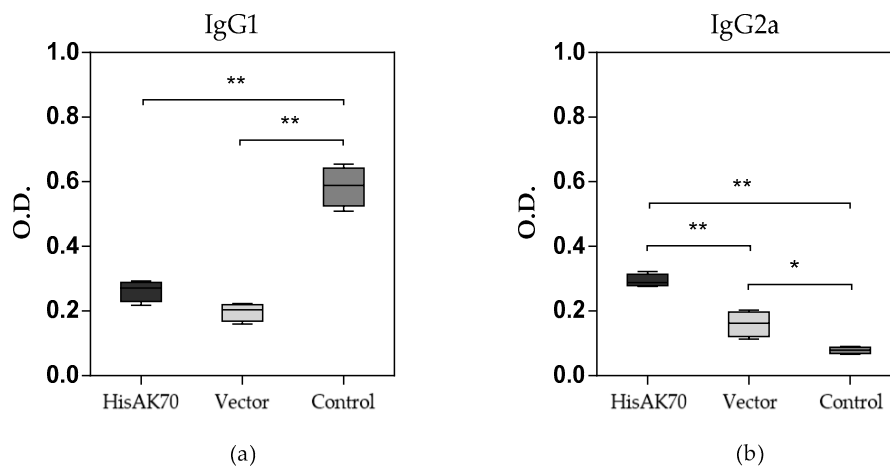 IgG1
1.0
0.8
0.6
0.4
0.2
0.0
O.D.
**
**
HisAK70 Vector Control
(a)
IgG2a
1.0
0.8
0.6
0.4
0.2
0.0
O.D.
**
**
*
HisAK70 Vector Control
(b)